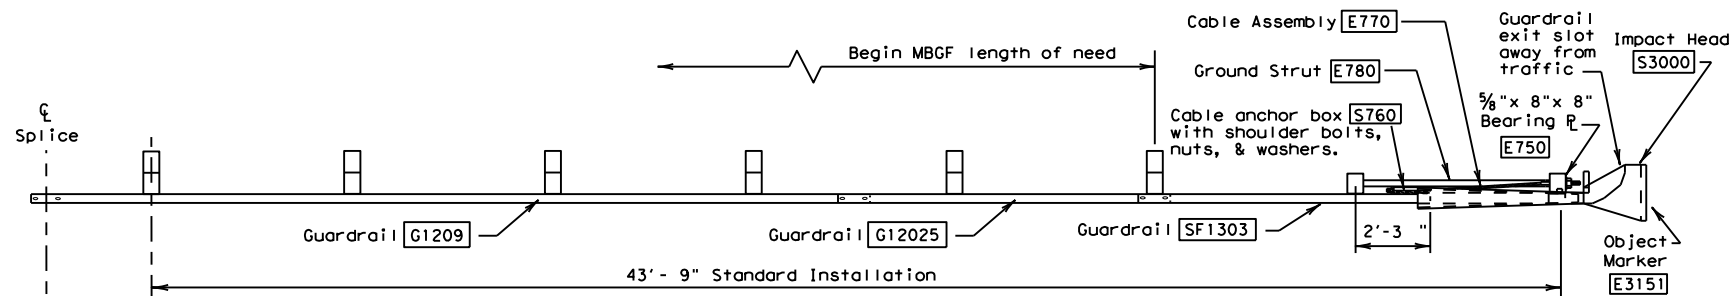 Cable Assembly E770
Guardrail
exit slot
away from
traffic
Impact Head
S3000
Begin MBGF length of need
Ground Strut E780
℄
Splice
Cable anchor box S760
with shoulder bolts,
nuts, & washers.
⅝"x 8"x 8"
Bearing ℞
E750
Guardrail G1209
Guardrail G12025
Guardrail SF1303
2'-3 "
Object
Marker
E3151
43'- 9" Standard Installation